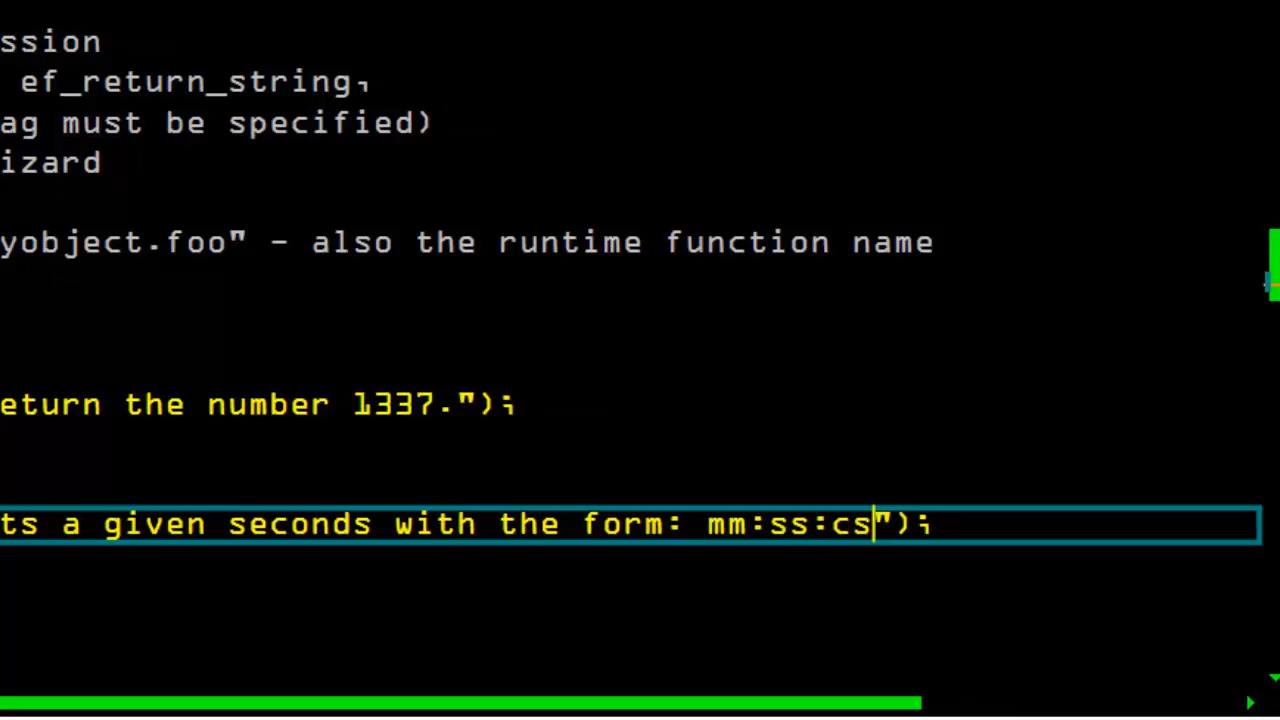 ssion
ef_return_string,
ag must be specified)
izard
yobject.foo" - also the runtime function name
eturn the number 1337.");
ts a given seconds with the form: mm:ss:cs");